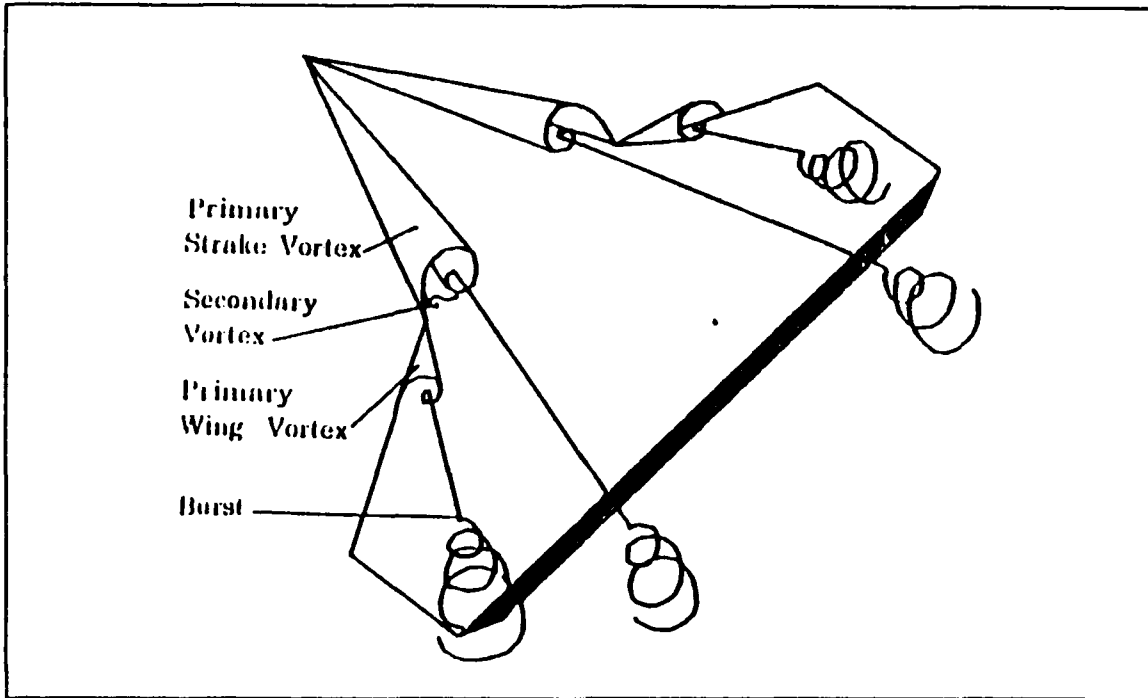 Primary
Strake Vortex
Secondary
Vortex
Primary
Wing Vortex
Burst